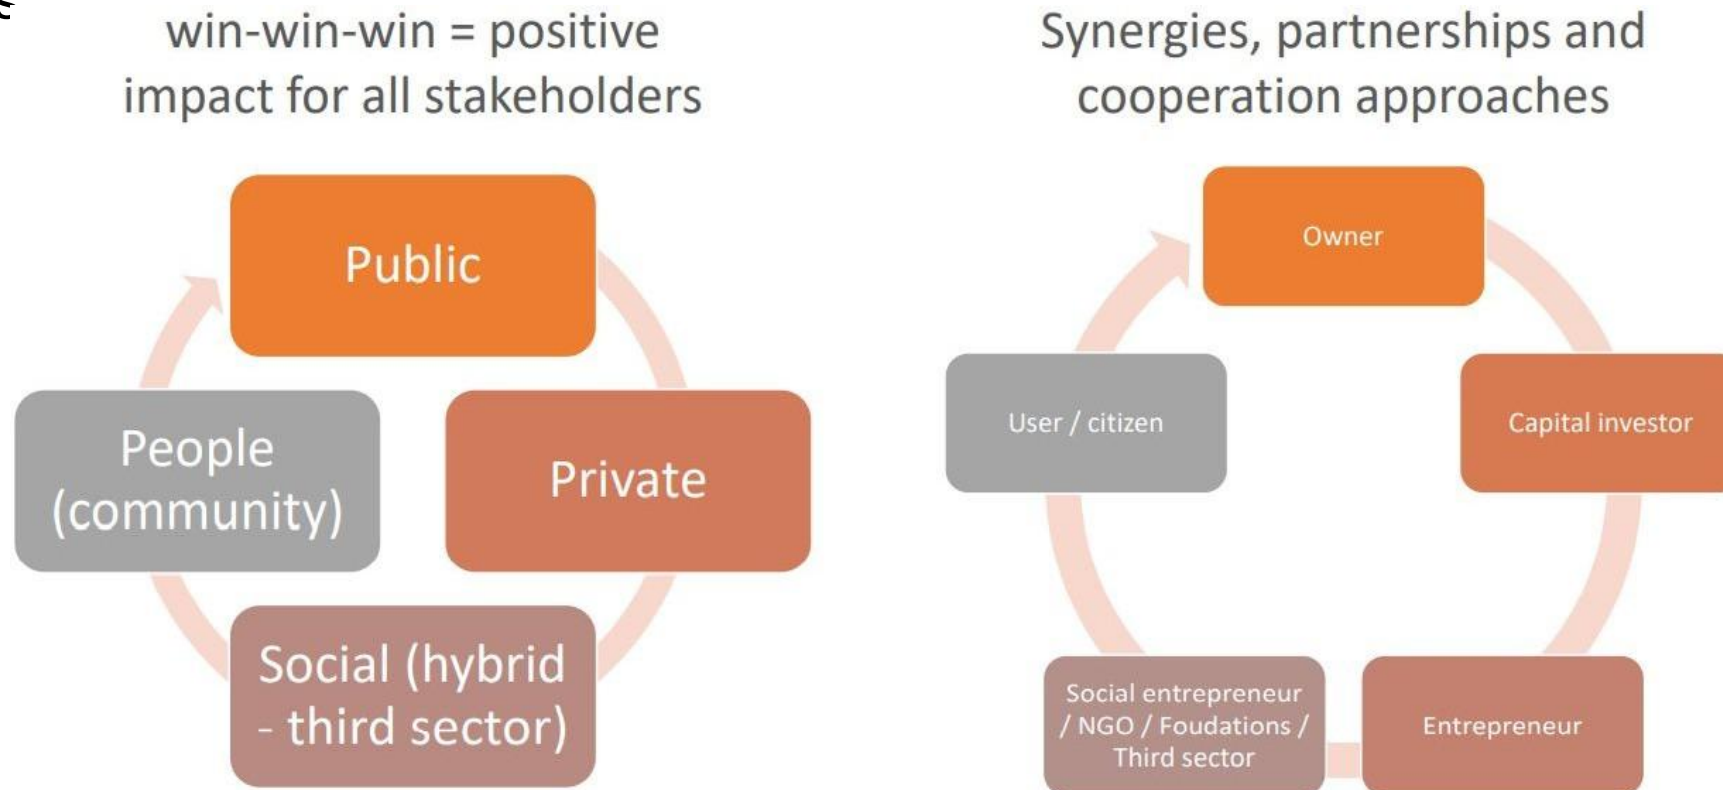 win-win-win = positive
impact for all stakeholders
Public
Private
Social (hybrid
- third sector)
People
(community)
Synergies, partnerships and
cooperation approaches
Owner
Capital investor
Entrepreneur
Social entrepreneur
/ NGO / Foudations /
Third sector
User / citizen